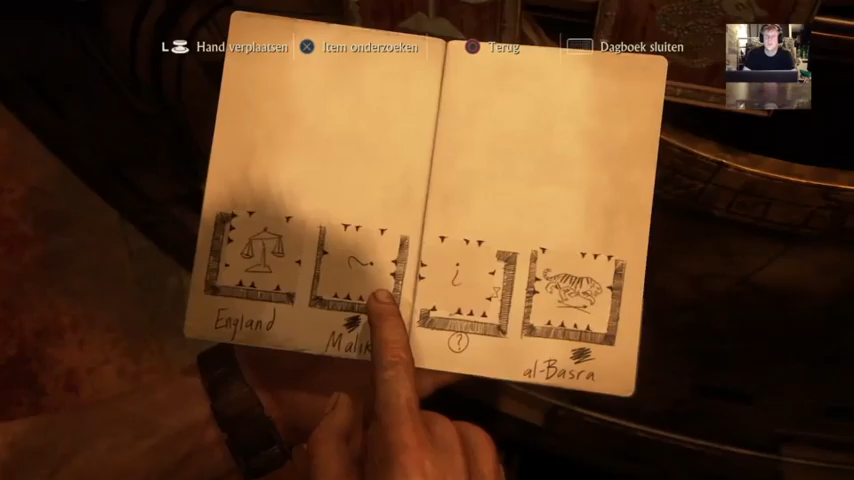 L Hand verplaatsen Item onderzoeken Terug Dagboek sluiten
England
Malik
?
al-Basra